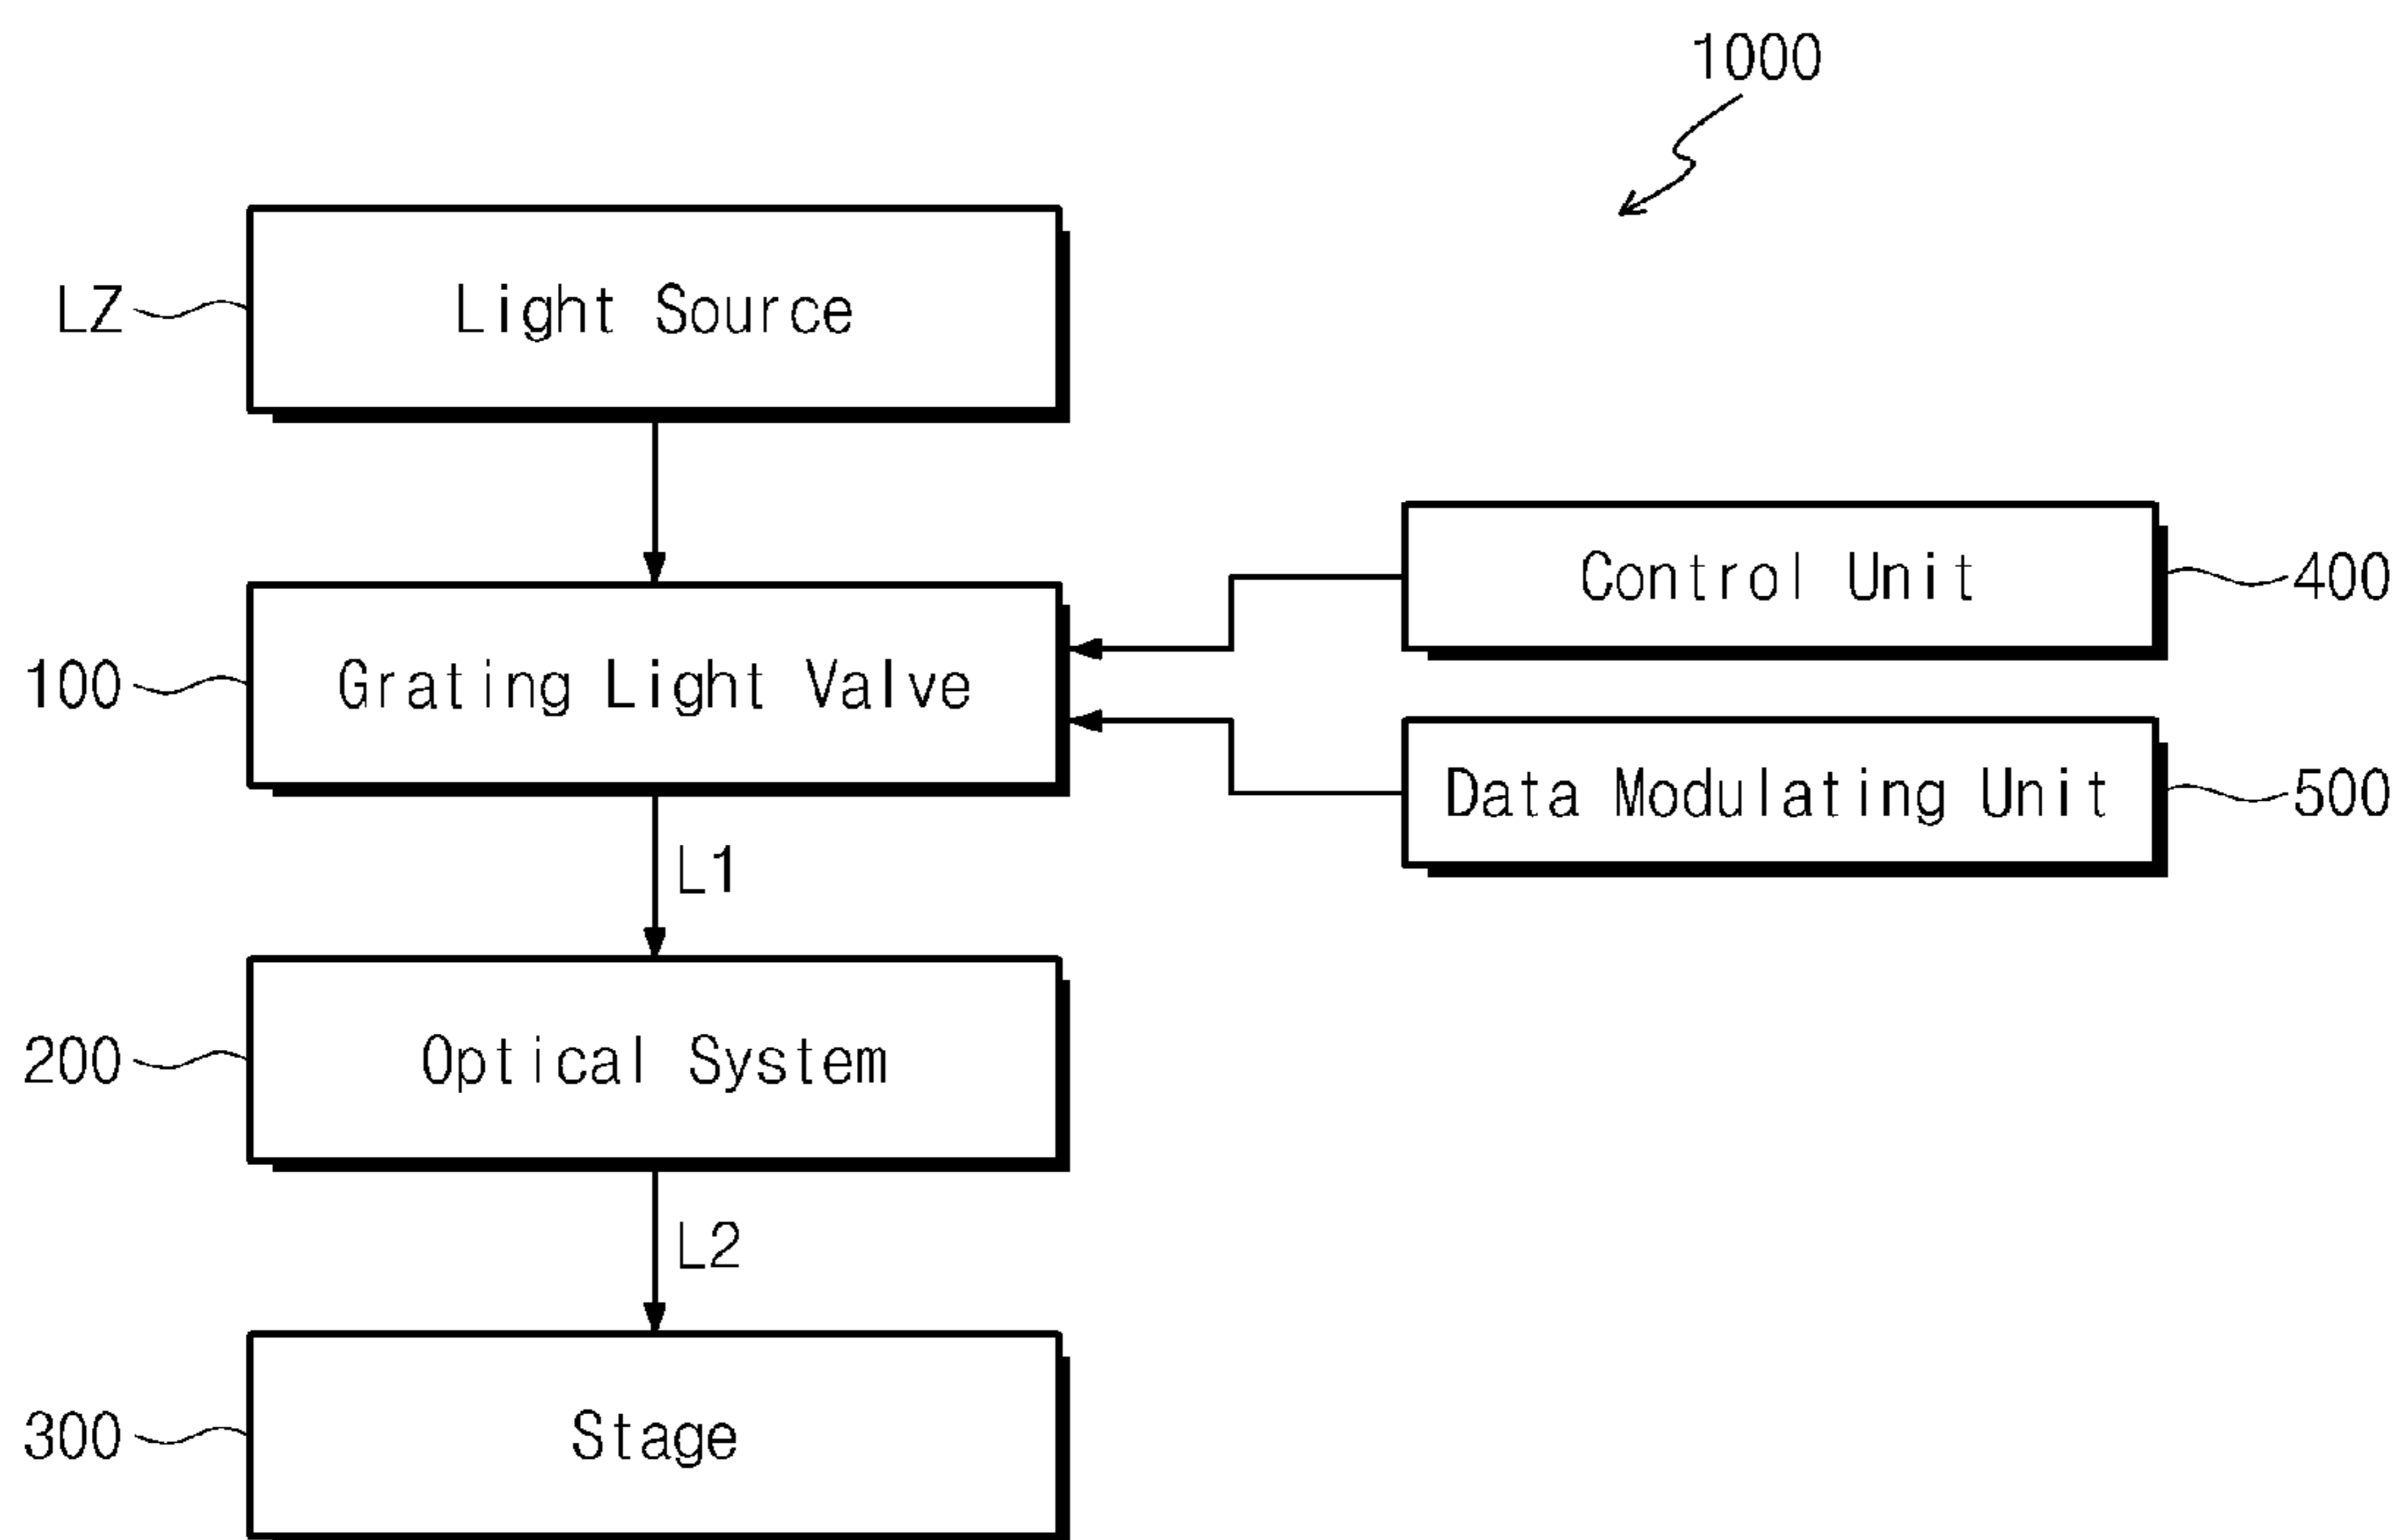 1000
LZ
Light Source
Control Unit
400
100
Grating Light Valve
Data Modulating Unit
500
L1
200
Optical System
L2
300
Stage